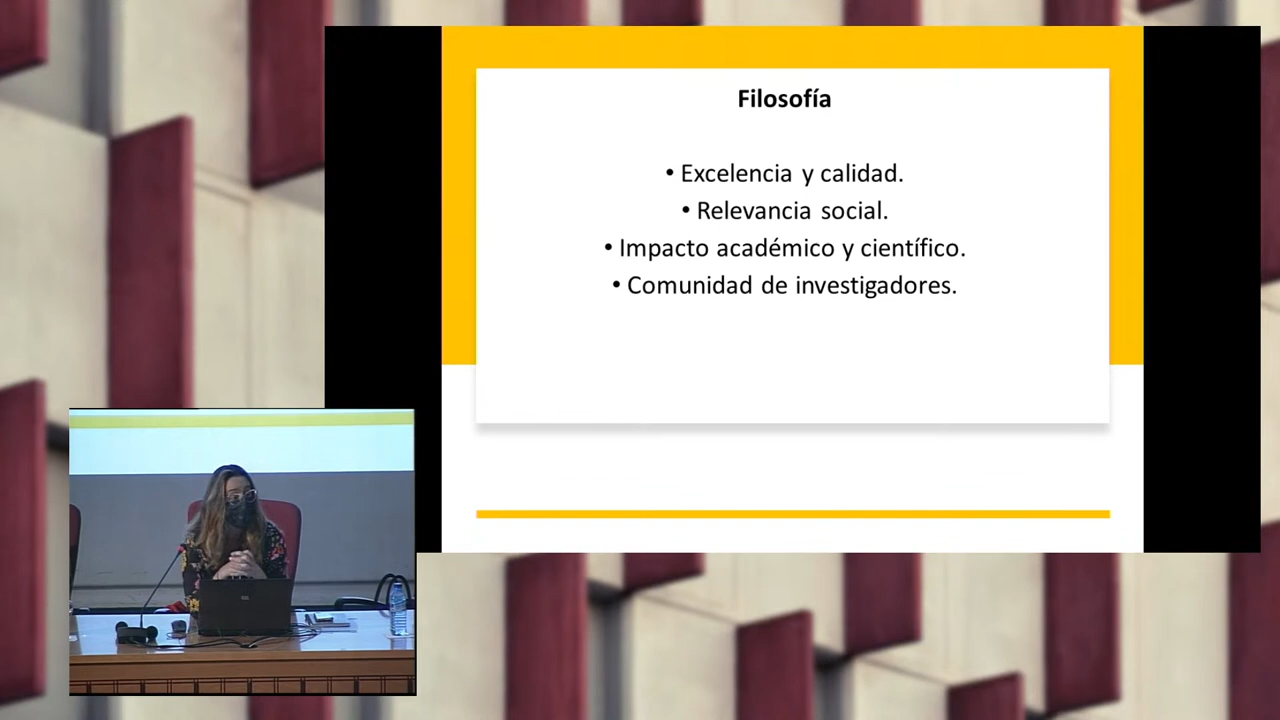 Filosofía
• Excelencia y calidad.
• Relevancia social.
• Impacto académico y científico.
• Comunidad de investigadores.